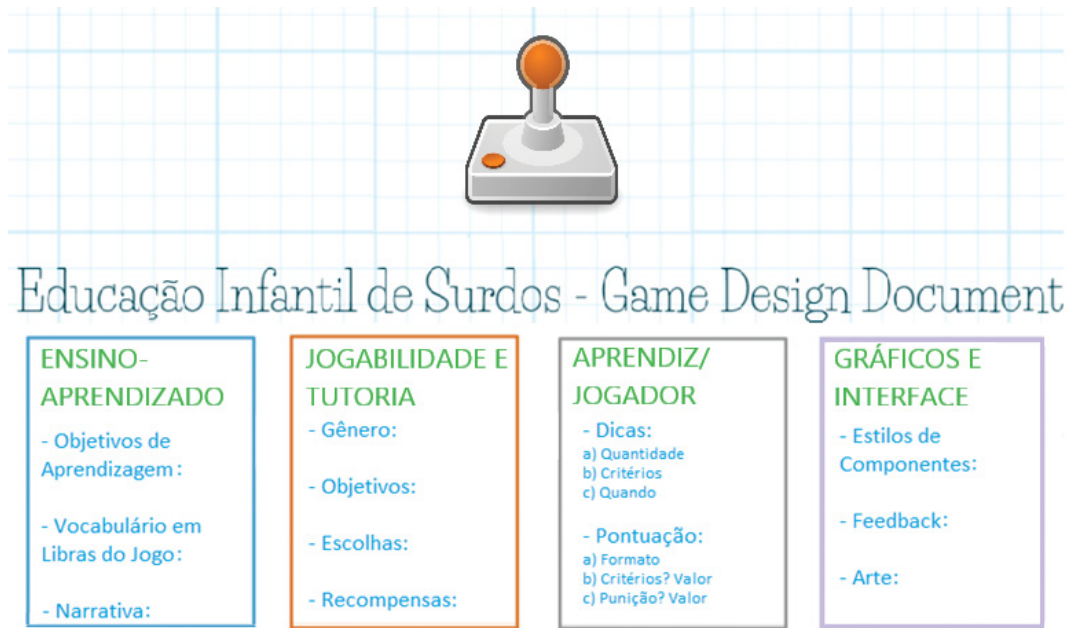 Educação Infantil de Surdos - Game Design Document
ENSINO-
APRENDIZADO
- Objetivos de
Aprendizagem:
- Vocabulário em
Libras do Jogo:
- Narrativa:
JOGABILIDADE E
TUTORIA
- Gênero:
- Objetivos:
- Escolhas:
- Recompensas:
APRENDIZ/
JOGADOR
- Dicas:
a) Quantidade
b) Critérios
c) Quando
- Pontuação:
a) Formato
b) Critérios? Valor
c) Punição? Valor
GRÁFICOS E
INTERFACE
- Estilos de
Componentes:
- Feedback:
- Arte: